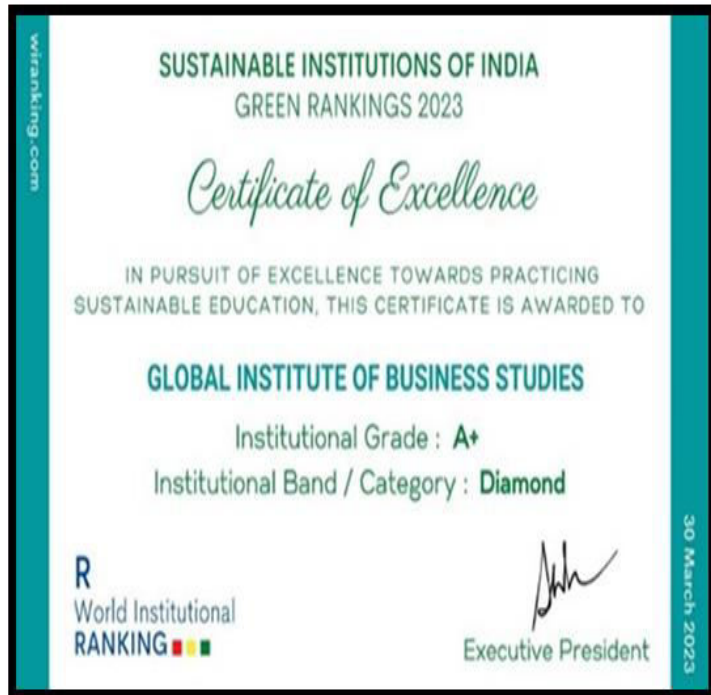 wiranking.com
SUSTAINABLE INSTITUTIONS OF INDIA
GREEN RANKINGS 2023
Certificate of Excellence
IN PURSUIT OF EXCELLENCE TOWARDS PRACTICING
SUSTAINABLE EDUCATION, THIS CERTIFICATE IS AWARDED TO
GLOBAL INSTITUTE OF BUSINESS STUDIES
Institutional Grade : A+
Institutional Band / Category : Diamond
R
World Institutional
RANKING
Executive President
30 March 2023